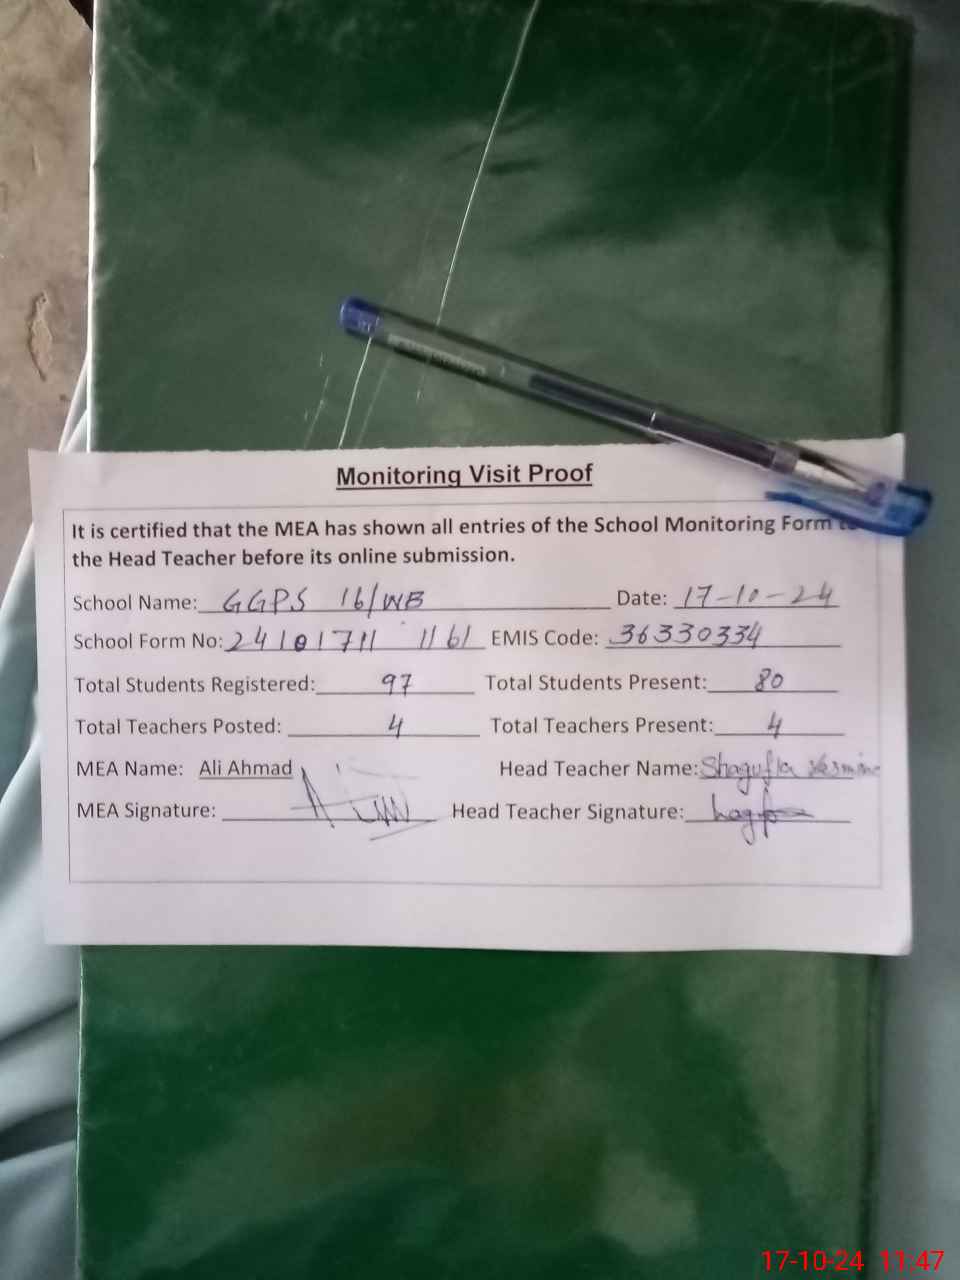 Monitoring Visit Proof
It is certified that the MEA has shown all entries of the School Monitoring Form to
the Head Teacher before its online submission.
School Name: GGPS 16/WB Date: 17-10-24
School Form No: 24101711 1161 EMIS Code: 36330334
Total Students Registered: 97 Total Students Present: 80
Total Teachers Posted: 4 Total Teachers Present: 4
MEA Name: Ali Ahmad Head Teacher Name: Shagufta
MEA Signature: Head Teacher Signature:
17-10-24 11:47